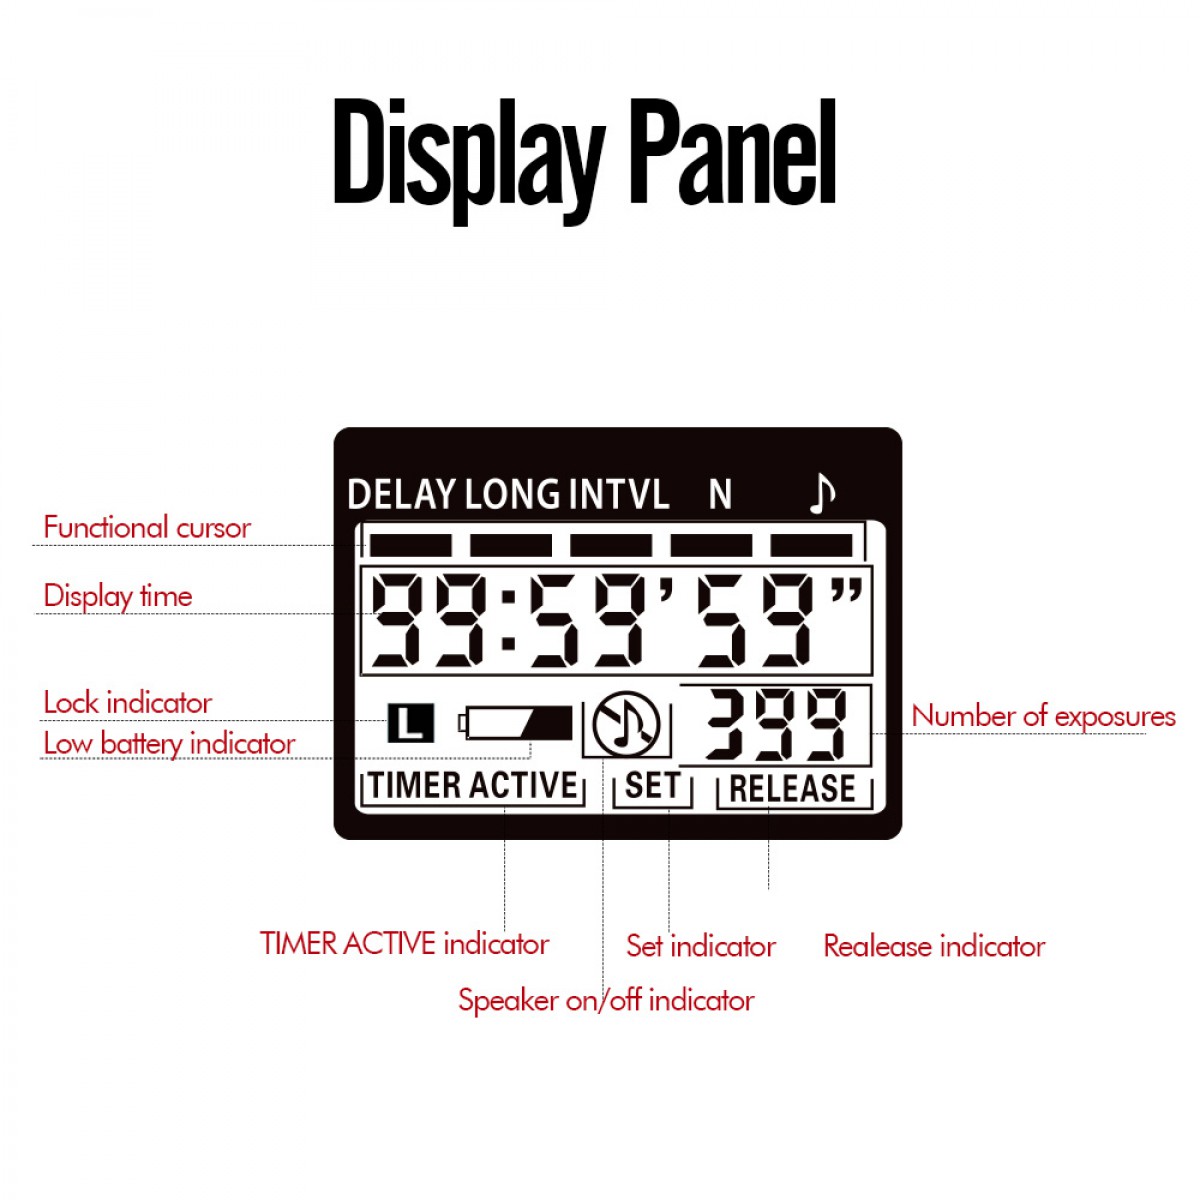 Display Panel
DELAY LONG INTVL N ♪
Functional cursor
Display time
99:59’59”
Lock indicator
L
399
Number of exposures
Low battery indicator
TIMER ACTIVE SET RELEASE
TIMER ACTIVE indicator
Set indicator
Realease indicator
Speaker on/off indicator